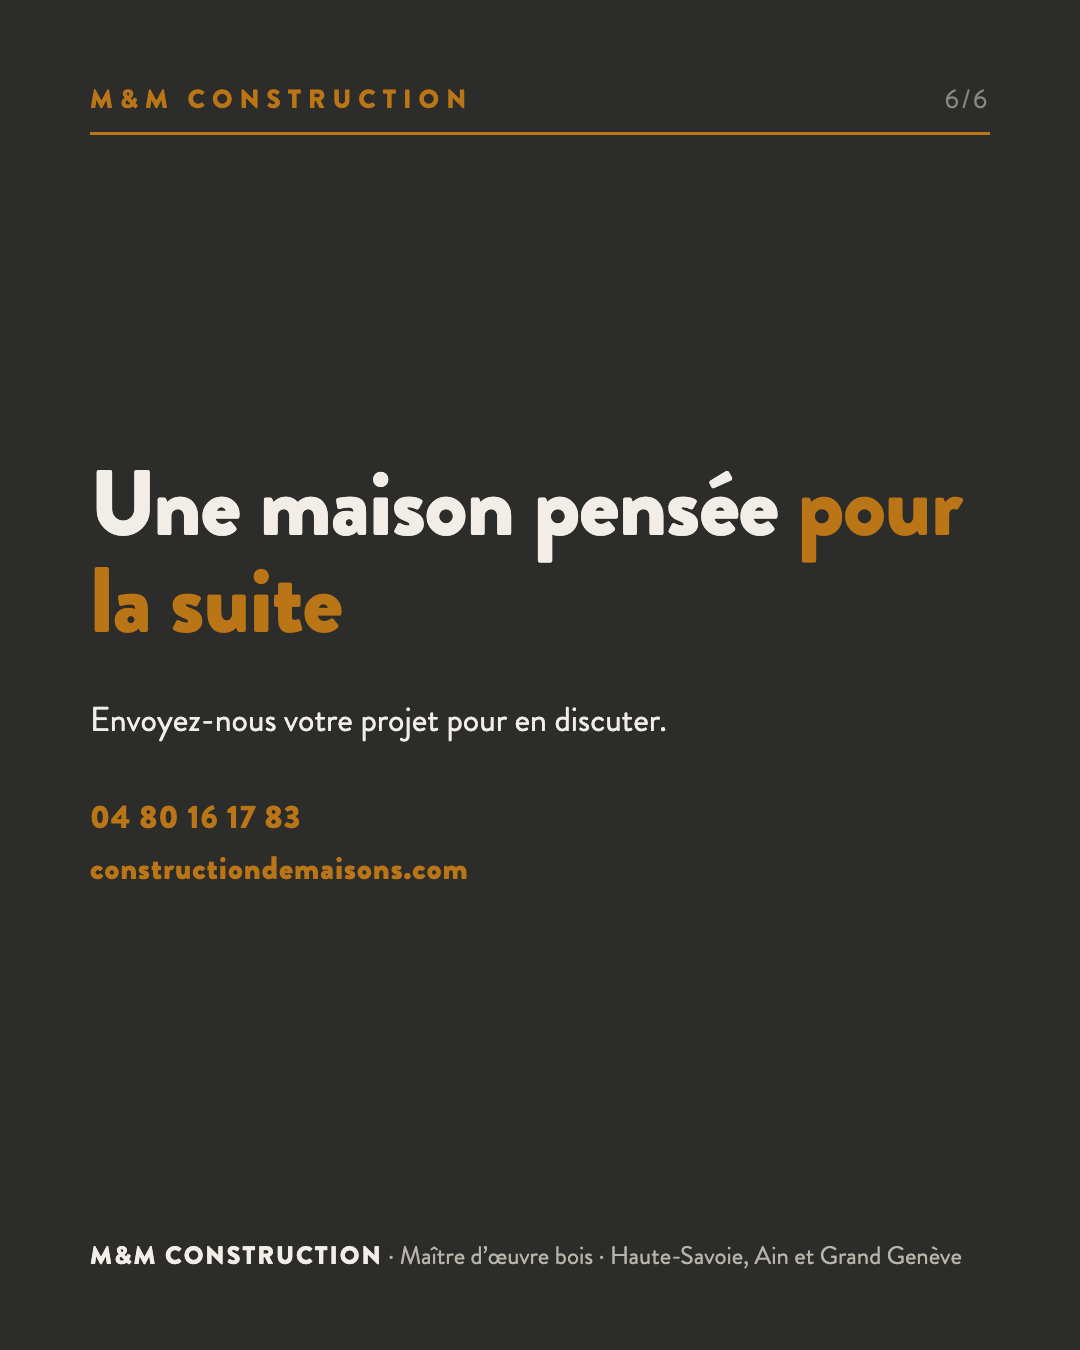 M&M CONSTRUCTION
6/6
Une maison pensée pour
la suite
Envoyez-nous votre projet pour en discuter.
04 80 16 17 83
constructiondemaisons.com
M&M CONSTRUCTION · Maître d’œuvre bois · Haute-Savoie, Ain et Grand Genève